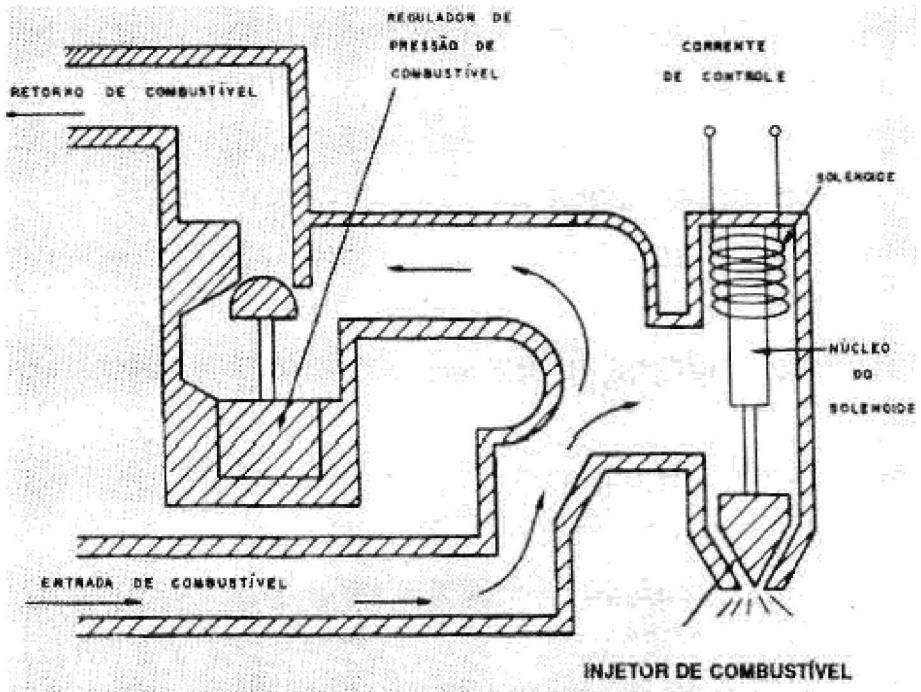 REGULADOR DE
PRESSÃO DE
COMBUSTÍVEL
CORRENTE
DE CONTROLE
RETORNO DE COMBUSTÍVEL
SOLENOIDE
NÚCLEO
DO
SOLENOIDE
ENTRADA DE COMBUSTÍVEL
INJETOR DE COMBUSTÍVEL